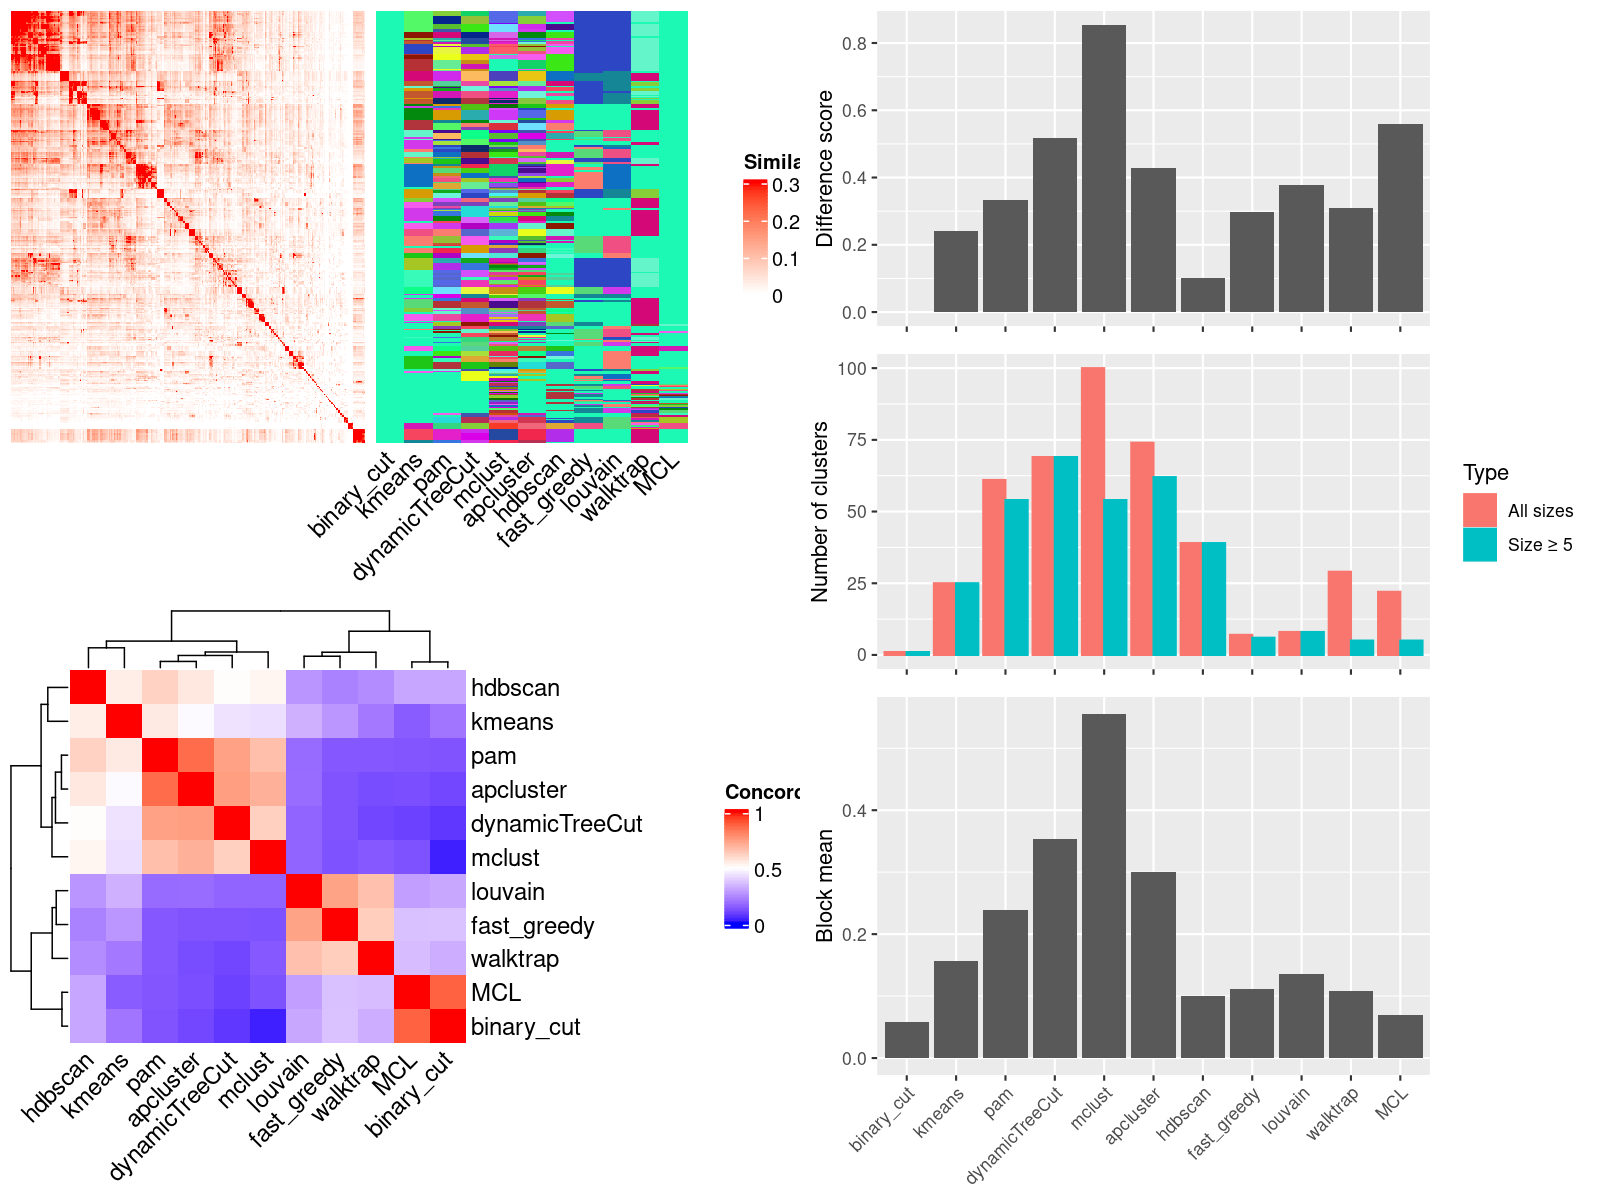 Simila
0.3
0.2
0.1
0
binary_cut
kmeans
pam
dynamicTreeCut
mclust
apcluster
hdbscan
fast_greedy
louvain
walktrap
MCL
hdbscan
kmeans
pam
apcluster
dynamicTreeCut
mclust
louvain
fast_greedy
walktrap
MCL
binary_cut
hdbscan
kmeans
pam
apcluster
dynamicTreeCut
mclust
louvain
fast_greedy
walktrap
MCL
binary_cut
Concord
1
0.5
0
Difference score
0.8
0.6
0.4
0.2
0.0
Number of clusters
100
75
50
25
0
Type
All sizes
Size ≥ 5
Block mean
0.4
0.2
0.0
binary_cut
kmeans
pam
dynamicTreeCut
mclust
apcluster
hdbscan
fast_greedy
louvain
walktrap
MCL